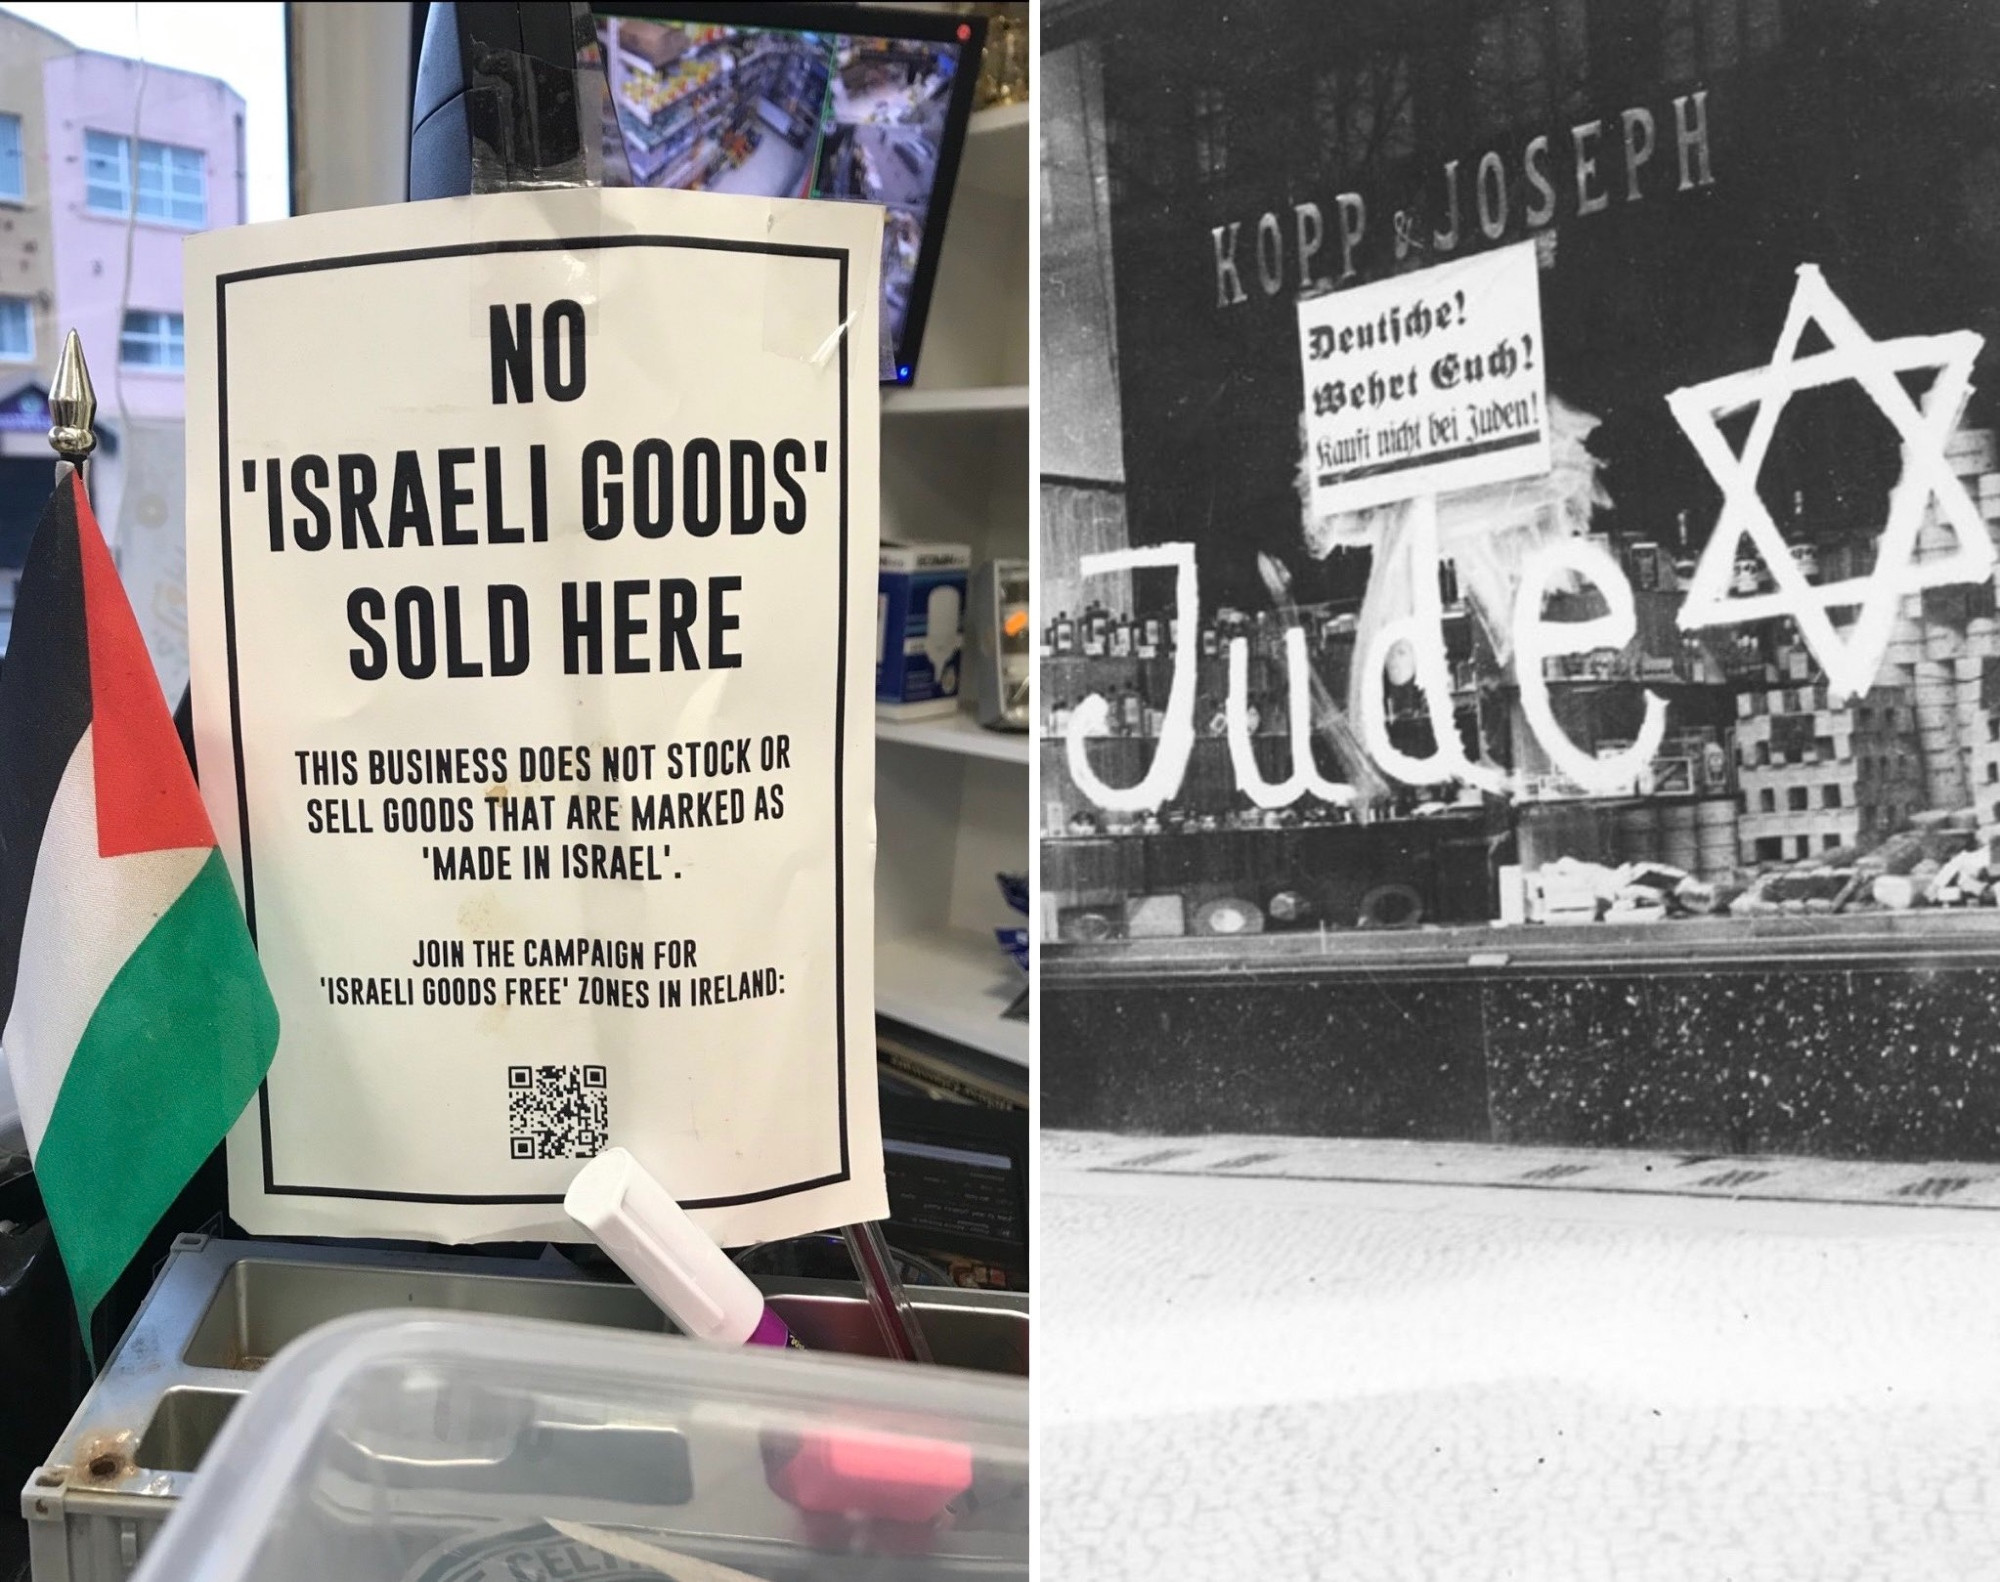 NO
'ISRAELI GOODS'
SOLD HERE
THIS BUSINESS DOES NOT STOCK OR
SELL GOODS THAT ARE MARKED AS
'MADE IN ISRAEL'.
JOIN THE CAMPAIGN FOR
'ISRAELI GOODS FREE' ZONES IN IRELAND:
KOPP & JOSEPH
Deutsche!
Wehrt Euch!
Kauft nicht bei Juden!
Jude